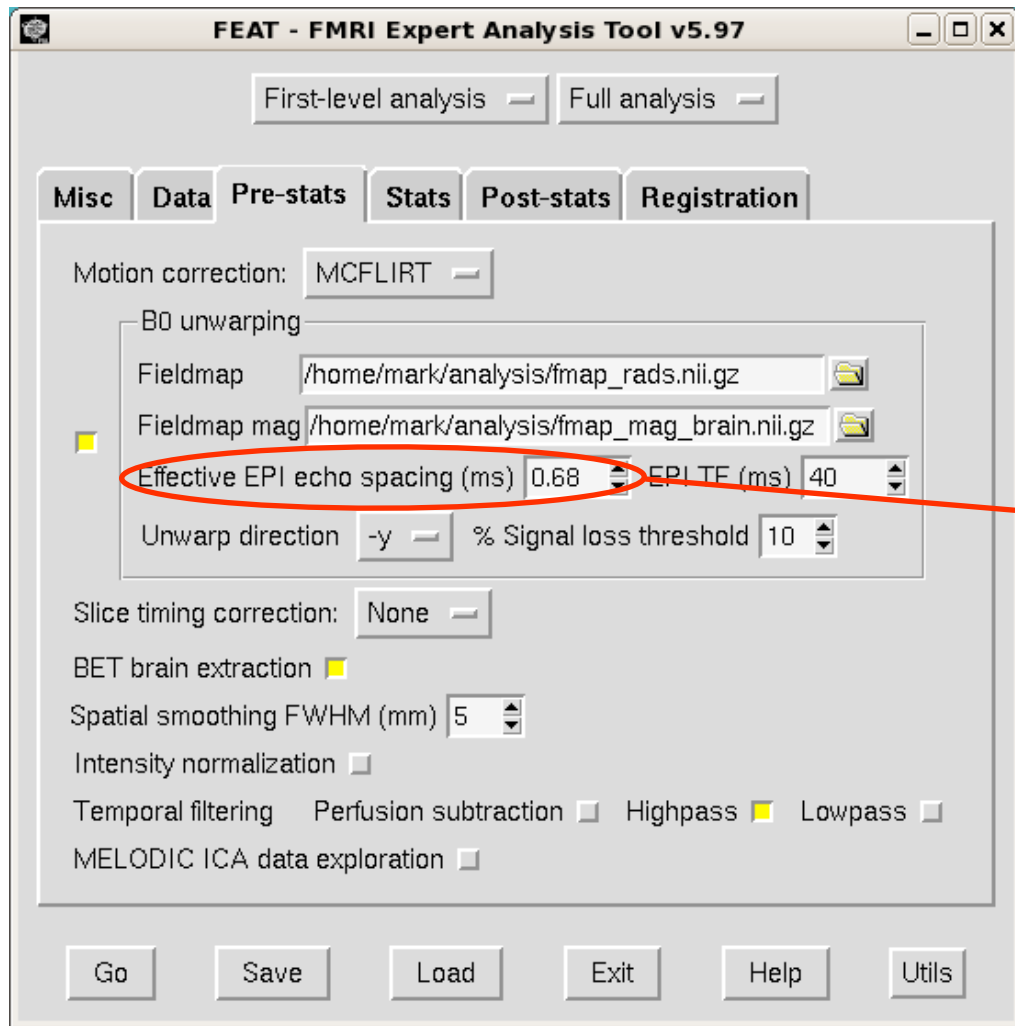 FEAT - FMRI Expert Analysis Tool v5.97
First-level analysis Full analysis
Misc Data Pre-stats Stats Post-stats Registration
Motion correction: MCFLIRT
B0 unwarping
Fieldmap /home/mark/analysis/fmap_rads.nii.gz
Fieldmap mag /home/mark/analysis/fmap_mag_brain.nii.gz
Effective EPI echo spacing (ms) 0.68 EPI TE (ms) 40
Unwarp direction -y % Signal loss threshold 10
Slice timing correction: None
BET brain extraction
Spatial smoothing FWHM (mm) 5
Intensity normalization
Temporal filtering Perfusion subtraction Highpass Lowpass
MELODIC ICA data exploration
Go Save Load Exit Help Utils